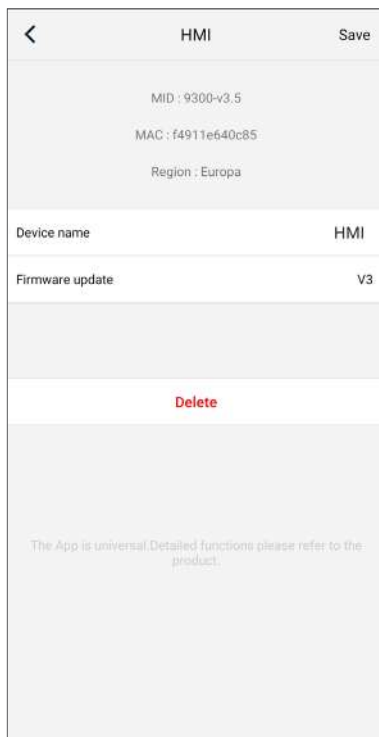 HMI Save
MID : 9300-v3.5
MAC : f4911e640c85
Region : Europa
Device name HMI
Firmware update V3
Delete
The App is universal.Detailed functions please refer to the
product.